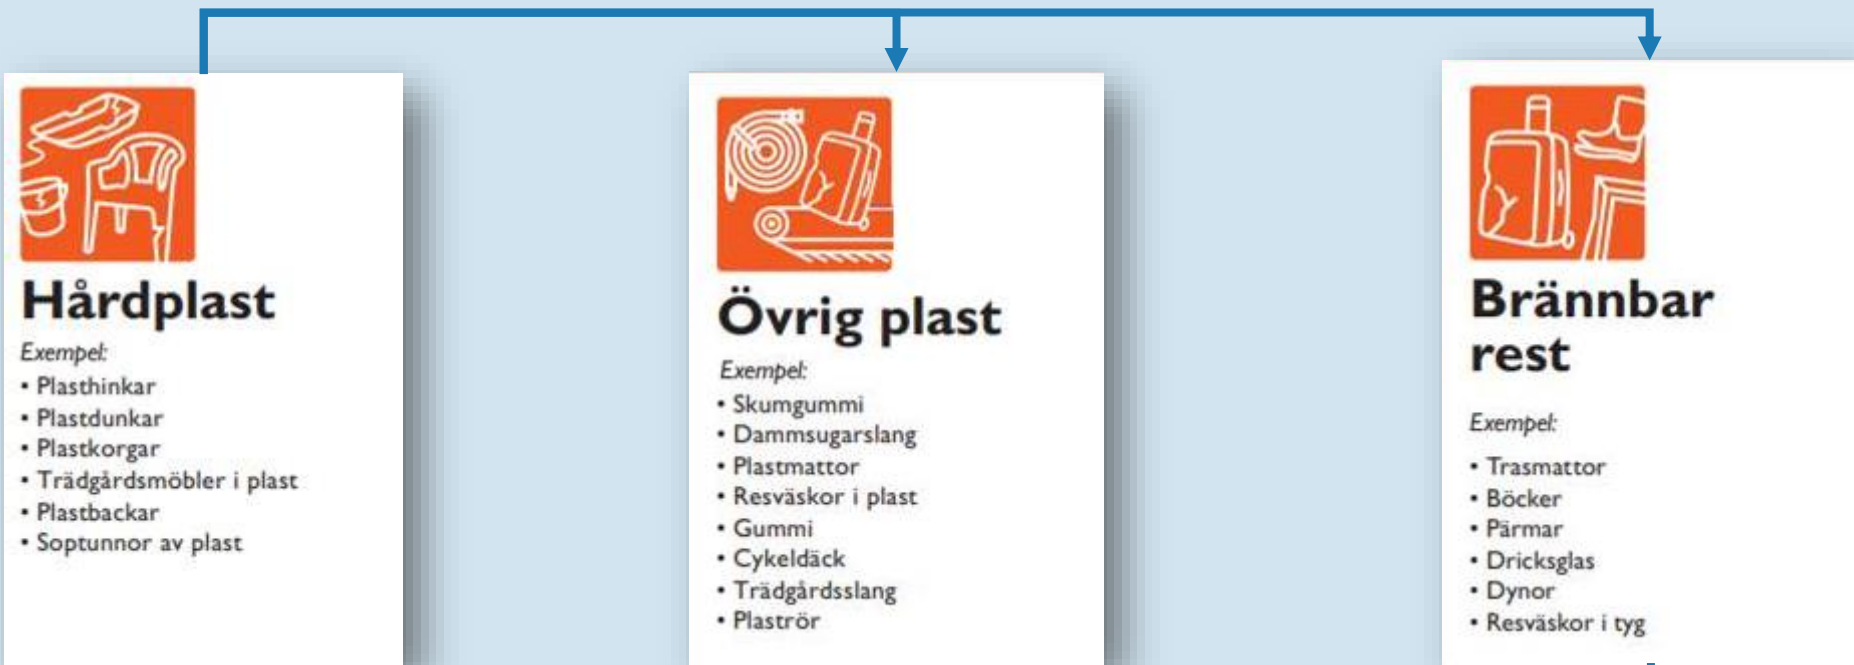 Hårdplast
Exempel:
• Plasthinkar
• Plastdunkar
• Plastkorgar
• Trädgårdsmöbler i plast
• Plastbackar
• Soptunnor av plast
Övrig plast
Exempel:
• Skumgummi
• Dammsugarslang
• Plastmattor
• Resväskor i plast
• Gummi
• Cykeldäck
• Trädgårdsslang
• Plaströr
Brännbar
rest
Exempel:
• Trasmattor
• Böcker
• Pärmar
• Dricksglas
• Dynor
• Resväskor i tyg